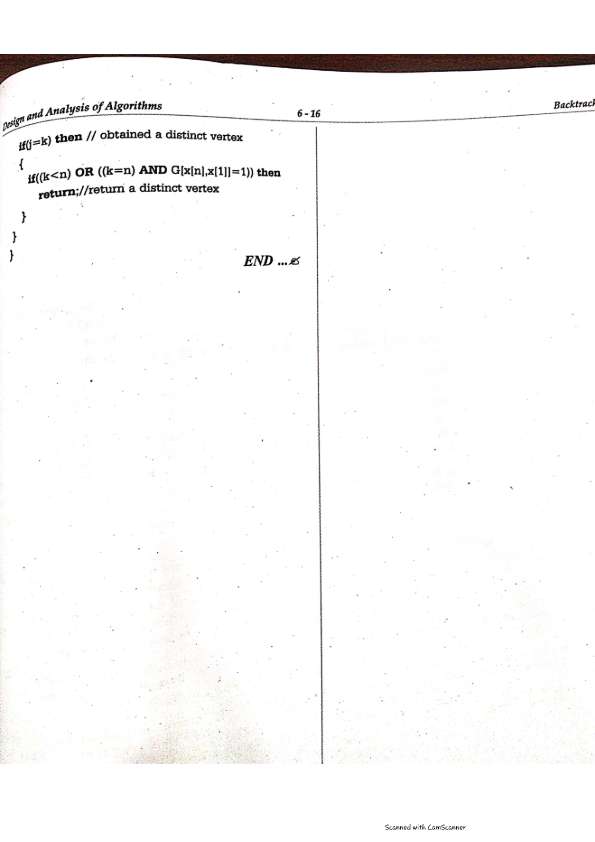 Design and Analysis of Algorithms
6 - 16
Backtrack
if(j=k) then // obtained a distinct vertex
{
if((k<n) OR ((k=n) AND G[x[n],x[1]]=1)) then
return;//return a distinct vertex
}
}
}
END ...✍
Scanned with CamScanner